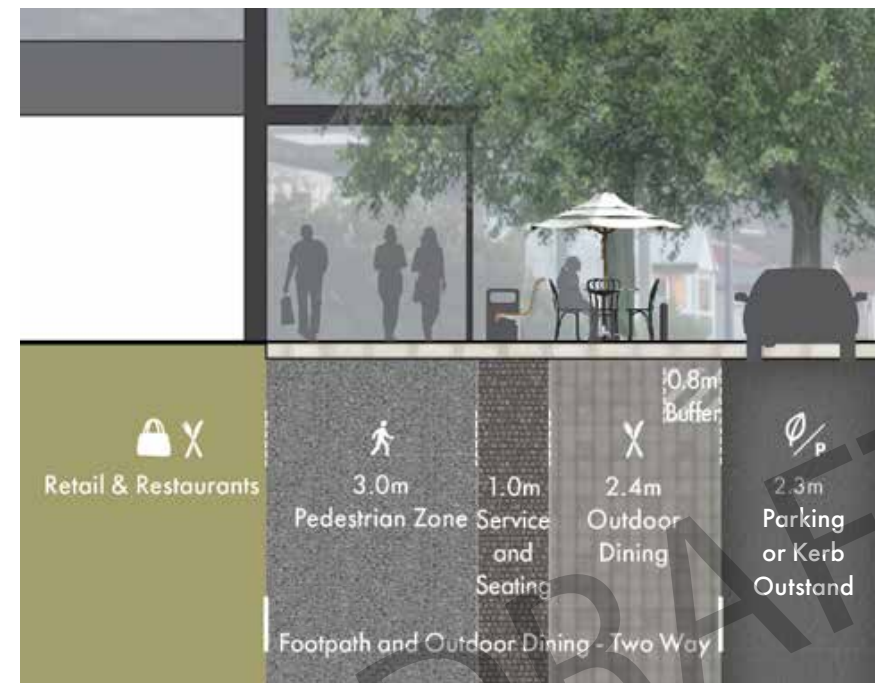 0.8m
Buffer
P
Retail & Restaurants
3.0m
Pedestrian Zone
1.0m
Service
and
Seating
2.4m
Outdoor
Dining
2.3m
Parking
or Kerb
Outstand
Footpath and Outdoor Dining - Two Way
DRAFT